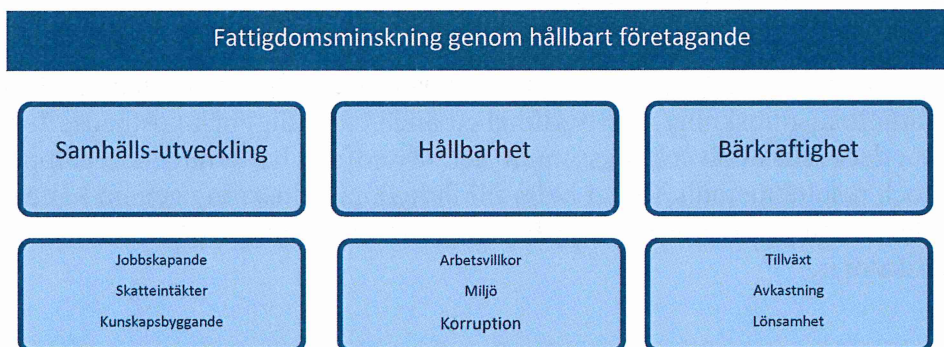 Fattigdomsminskning genom hållbart företagande
Samhälls-utveckling
Hållbarhet
Bärkraftighet
Jobbskapande
Skatteintäkter
Kunskapsbyggande
Arbetsvillkor
Miljö
Korruption
Tillväxt
Avkastning
Lönsamhet